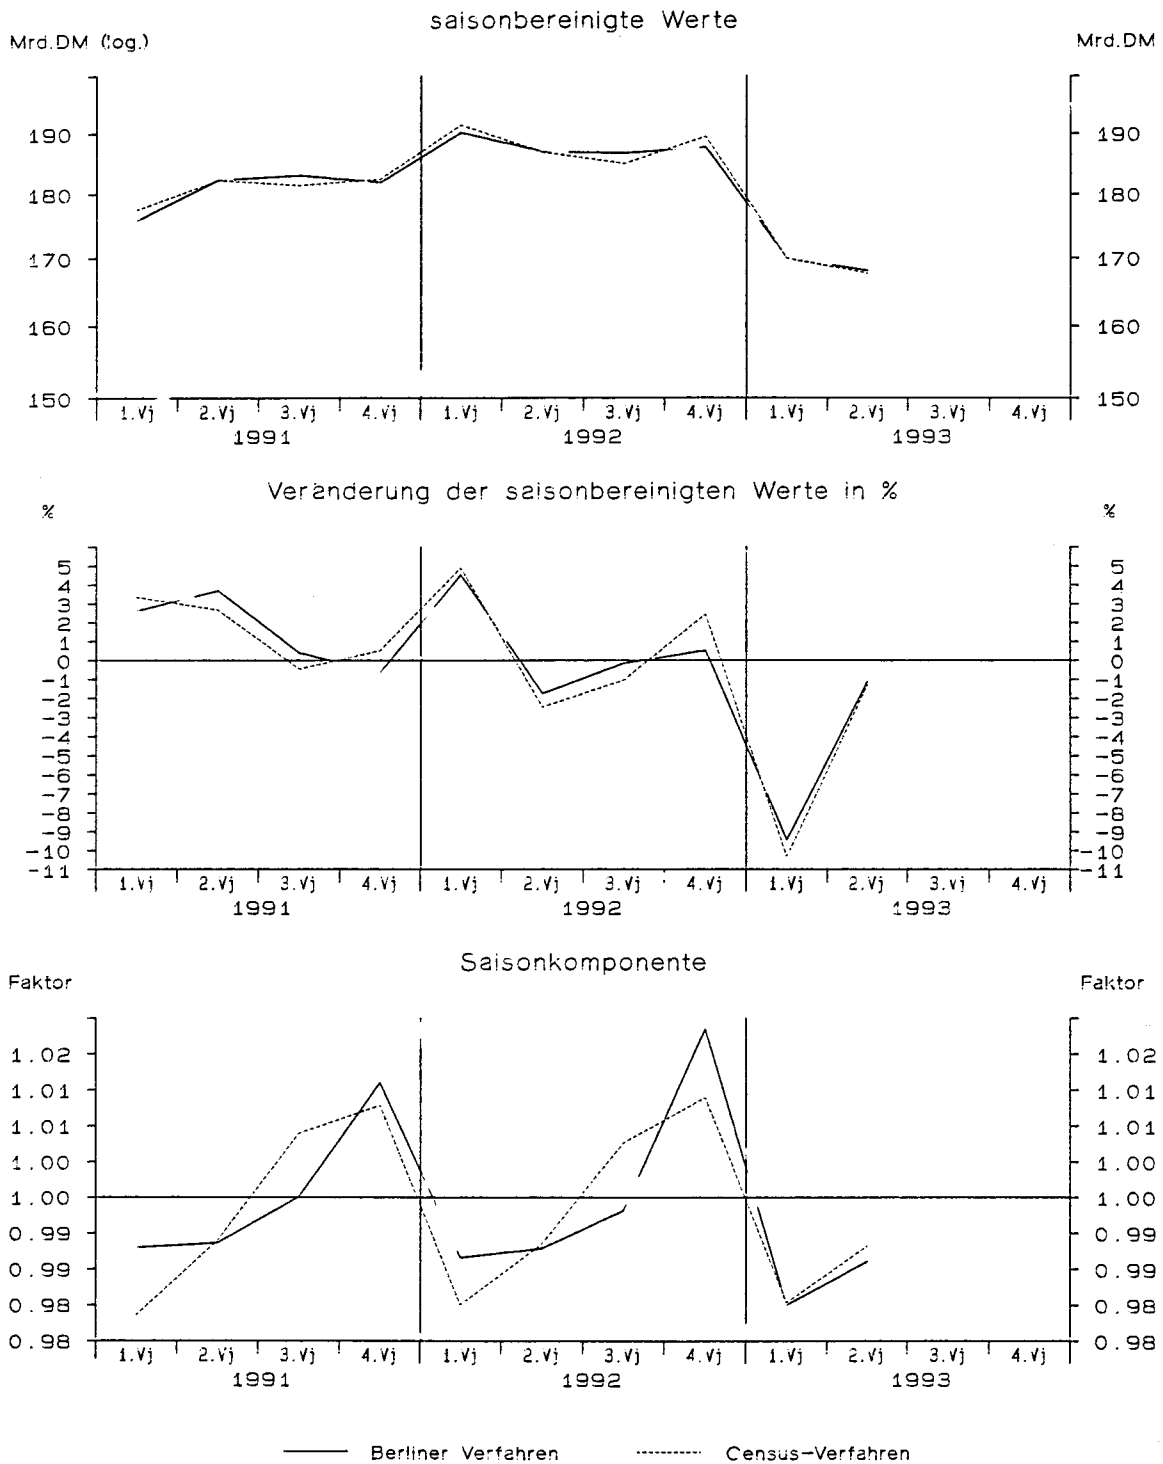 saisonbereinigte Werte
Mrd.DM (log.) Mrd.DM
190 190
180 180
170 170
160 160
150 150
1.Vj 2.Vj 3.Vj 4.Vj 1.Vj 2.Vj 3.Vj 4.Vj 1.Vj 2.Vj 3.Vj 4.Vj
1991 1992 1993
Veränderung der saisonbereinigten Werte in %
% %
5 5
4 4
3 3
2 2
1 1
0 0
-1 -1
-2 -2
-3 -3
-4 -4
-5 -5
-6 -6
-7 -7
-8 -8
-9 -9
-10 -10
-11 -11
1.Vj 2.Vj 3.Vj 4.Vj 1.Vj 2.Vj 3.Vj 4.Vj 1.Vj 2.Vj 3.Vj 4.Vj
1991 1992 1993
Saisonkomponente
Faktor Faktor
1.02 1.02
1.01 1.01
1.01 1.01
1.00 1.00
1.00 1.00
0.99 0.99
0.99 0.99
0.98 0.98
0.98 0.98
1.Vj 2.Vj 3.Vj 4.Vj 1.Vj 2.Vj 3.Vj 4.Vj 1.Vj 2.Vj 3.Vj 4.Vj
1991 1992 1993
Berliner Verfahren Census-Verfahren